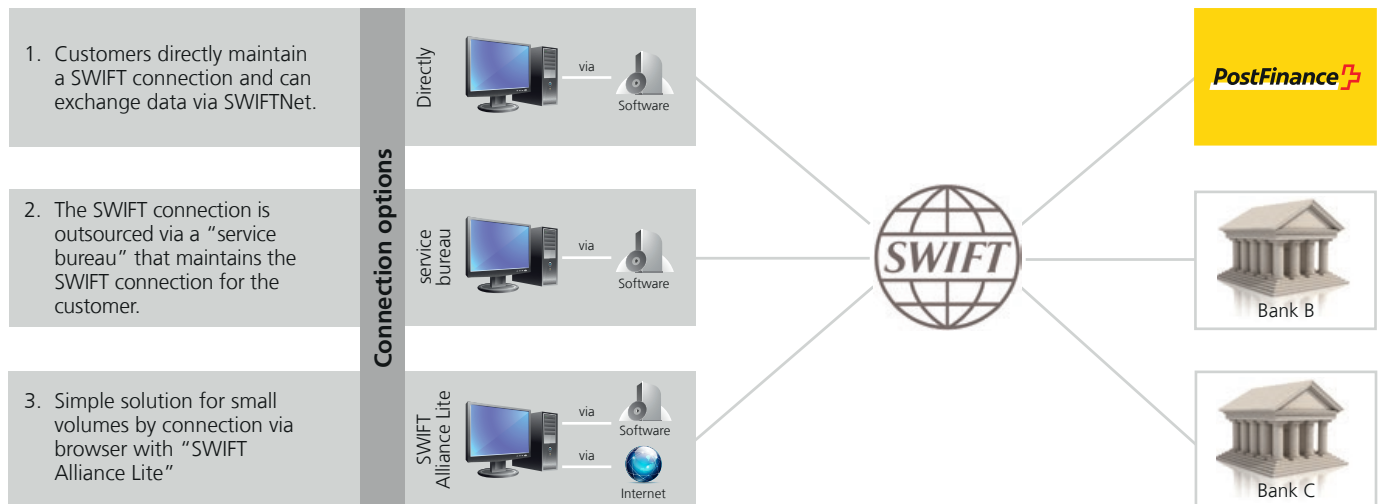 1. Customers directly maintain
a SWIFT connection and can
exchange data via SWIFTNet.
2. The SWIFT connection is
outsourced via a “service
bureau” that maintains the
SWIFT connection for the
customer.
3. Simple solution for small
volumes by connection via
browser with “SWIFT
Alliance Lite”
Connection options
Directly
via
Software
service
bureau
via
Software
SWIFT
Alliance Lite
via
Software
via
Internet
SWIFT
PostFinance
Bank B
Bank C